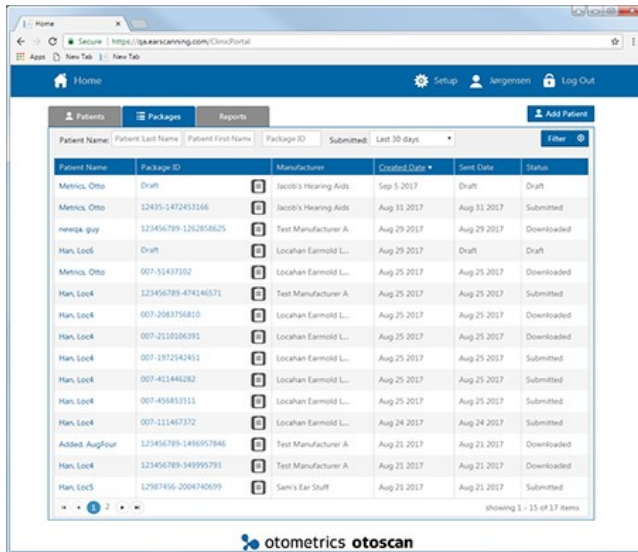 Home
Secure | https://qa.earscanning.com/ClinicPortal
Apps New Tab New Tab
Home Setup Jørgensen Log Out
Patients Packages Reports Add Patient
Patient Name: Patient Last Name Patient First Name Package ID Submitted: Last 30 days Filter
Patient Name Package ID Manufacturer Created Date Sent Date Status
Metrics, Otto Draft Jacob's Hearing Aids Sep 5 2017 Draft Draft
Metrics, Otto 12435-1472453166 Jacob's Hearing Aids Aug 31 2017 Aug 31 2017 Submitted
newqa, guy 123456789-1262858625 Test Manufacturer A Aug 29 2017 Aug 29 2017 Downloaded
Han, Loc6 Draft Locahan Earmold L... Aug 29 2017 Draft Draft
Metrics, Otto 007-51437102 Locahan Earmold L... Aug 25 2017 Aug 25 2017 Downloaded
Han, Loc4 123456789-474146571 Test Manufacturer A Aug 25 2017 Aug 25 2017 Submitted
Han, Loc4 007-2083756810 Locahan Earmold L... Aug 25 2017 Aug 25 2017 Downloaded
Han, Loc4 007-2110106391 Locahan Earmold L... Aug 25 2017 Aug 25 2017 Downloaded
Han, Loc4 007-1972542451 Locahan Earmold L... Aug 25 2017 Aug 25 2017 Submitted
Han, Loc4 007-411446282 Locahan Earmold L... Aug 25 2017 Aug 25 2017 Submitted
Han, Loc4 007-456853511 Locahan Earmold L... Aug 25 2017 Aug 25 2017 Submitted
Han, Loc4 007-111467372 Locahan Earmold L... Aug 24 2017 Aug 24 2017 Submitted
Added, AugFour 123456789-1496957846 Test Manufacturer A Aug 21 2017 Aug 21 2017 Downloaded
Han, Loc4 123456789-349995793 Test Manufacturer A Aug 21 2017 Aug 21 2017 Downloaded
Han, Loc5 12987456-2004740699 Sam's Ear Stuff Aug 21 2017 Aug 21 2017 Submitted
1 2 showing 1 - 15 of 17 items
otometrics otoscan